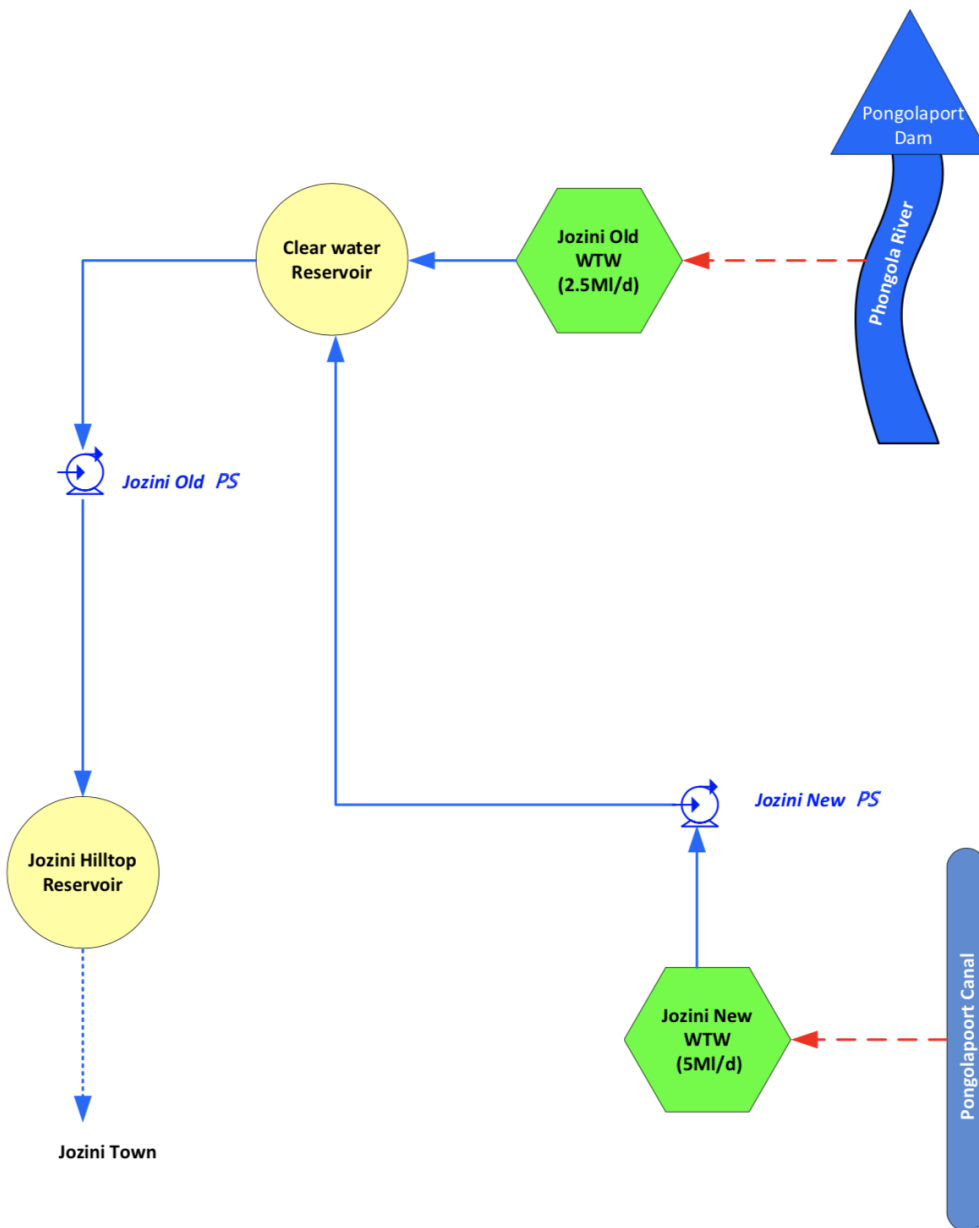 Pongolaport
Dam
Phongola River
Clear water
Reservoir
Jozini Old
WTW
(2.5Ml/d)
Jozini Old PS
Jozini New PS
Jozini Hilltop
Reservoir
Jozini New
WTW
(5Ml/d)
Pongolapoort Canal
Jozini Town